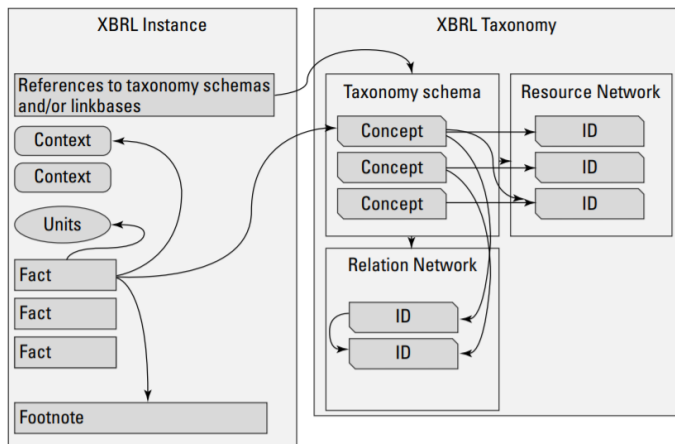 XBRL Instance
References to taxonomy schemas
and/or linkbases
Context
Context
Units
Fact
Fact
Fact
Footnote
XBRL Taxonomy
Taxonomy schema
Concept
Concept
Concept
Resource Network
ID
ID
ID
Relation Network
ID
ID